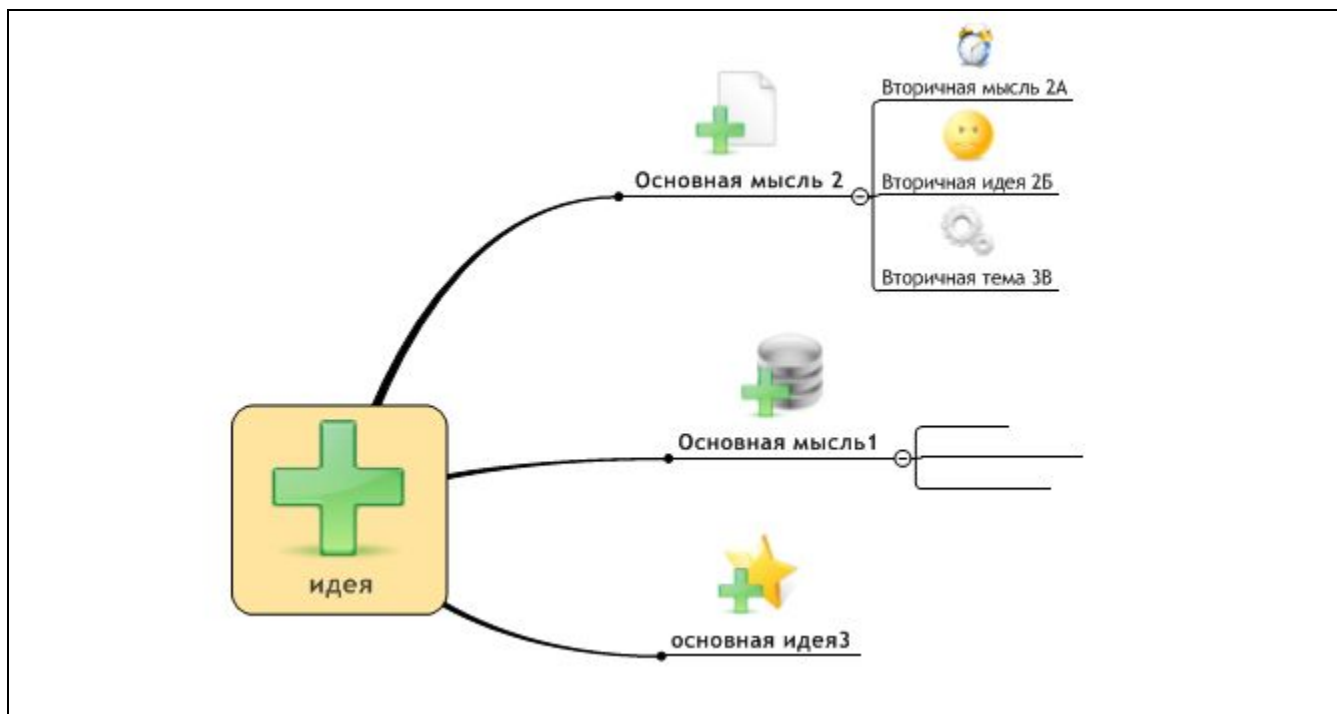 Вторичная мысль 2А
Основная мысль 2
Вторичная идея 2Б
Вторичная тема 3В
Основная мысль1
идея
основная идея3